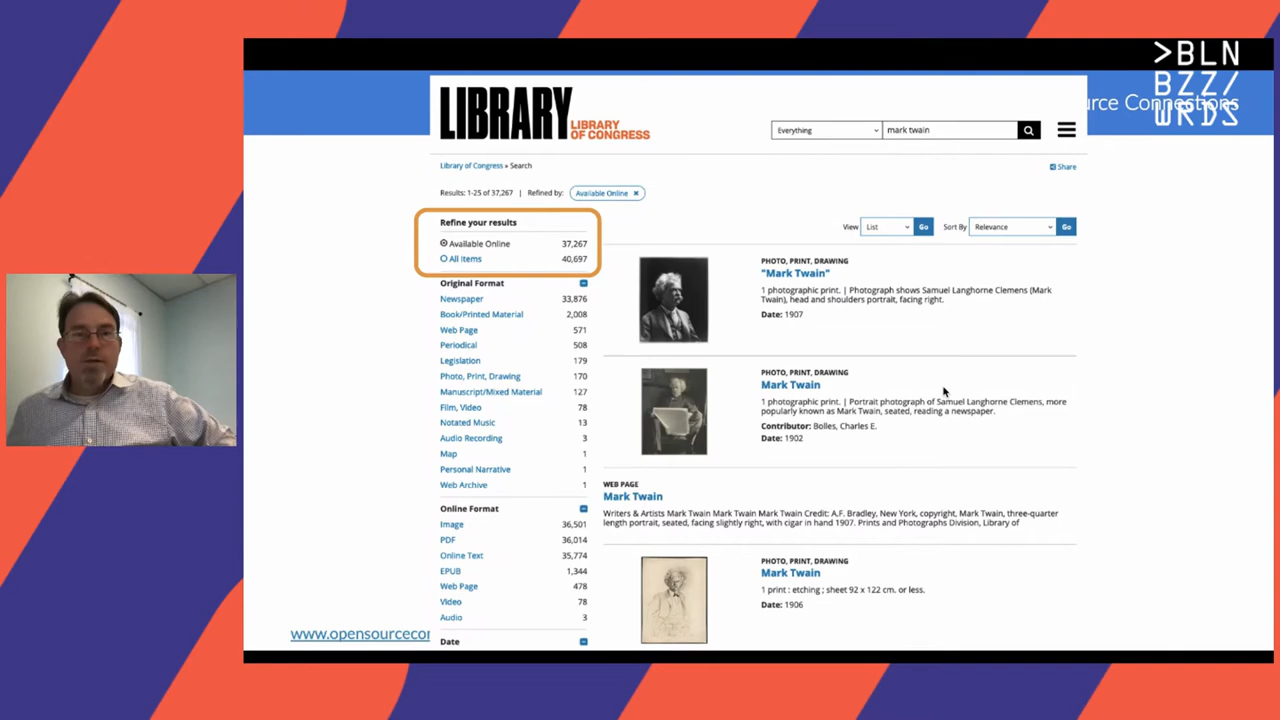 >BLN
BZZ/
WRDS
urce Connections
LIBRARY
LIBRARY
OF CONGRESS
Everything
mark twain
Library of Congress » Search
Share
Results: 1-25 of 37,267 | Refined by: Available Online ×
Refine your results
Available Online 37,267
All Items 40,697
View List Go Sort By Relevance Go
Original Format
Newspaper 33,876
Book/Printed Material 2,008
Web Page 571
Periodical 508
Legislation 179
Photo, Print, Drawing 170
Manuscript/Mixed Material 127
Film, Video 78
Notated Music 13
Audio Recording 3
Map 1
Personal Narrative 1
Web Archive 1
Online Format
Image 36,501
PDF 36,014
Online Text 35,774
EPUB 1,344
Web Page 478
Video 78
Audio 3
Date
PHOTO, PRINT, DRAWING
"Mark Twain"
1 photographic print. | Photograph shows Samuel Langhorne Clemens (Mark
Twain), head and shoulders portrait, facing right.
Date: 1907
PHOTO, PRINT, DRAWING
Mark Twain
1 photographic print. | Portrait photograph of Samuel Langhorne Clemens, more
popularly known as Mark Twain, seated, reading a newspaper.
Contributor: Bolles, Charles E.
Date: 1902
WEB PAGE
Mark Twain
Writers & Artists Mark Twain Mark Twain Mark Twain Credit: A.F. Bradley, New York, copyright, Mark Twain, three-quarter
length portrait, seated, facing slightly right, with cigar in hand 1907. Prints and Photographs Division, Library of
PHOTO, PRINT, DRAWING
Mark Twain
1 print : etching ; sheet 92 x 122 cm. or less.
Date: 1906
www.opensourcecor